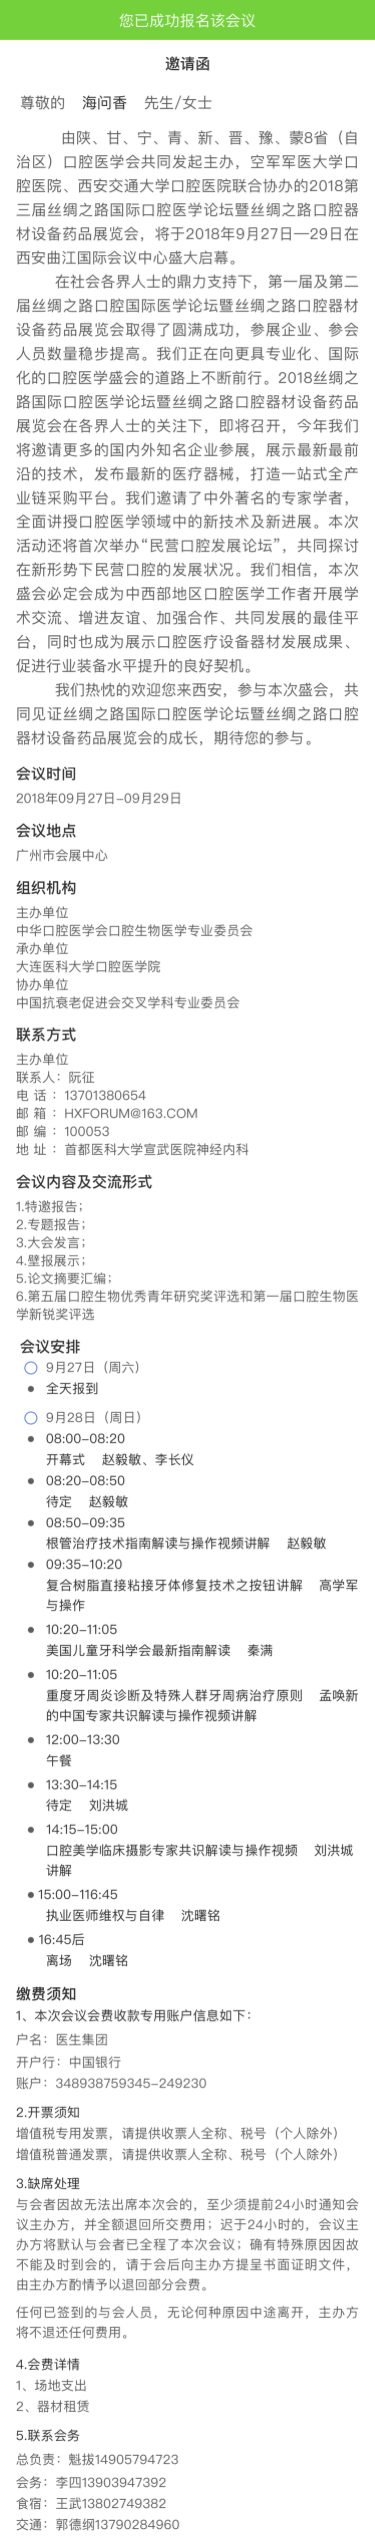 您已成功报名该会议
邀请函
尊敬的 海问香 先生/女士
由陕、甘、宁、青、新、晋、豫、蒙8省（自
治区）口腔医学会共同发起主办，空军军医大学口
腔医院、西安交通大学口腔医院联合协办的2018第
三届丝绸之路国际口腔医学论坛暨丝绸之路口腔器
材设备药品展览会，将于2018年9月27日—29日在
西安曲江国际会议中心盛大启幕。
在社会各界人士的鼎力支持下，第一届及第二
届丝绸之路口腔国际医学论坛暨丝绸之路口腔器材
设备药品展览会取得了圆满成功，参展企业、参会
人员数量稳步提高。我们正在向更具专业化、国际
化的口腔医学盛会的道路上不断前行。2018丝绸之
路国际口腔医学论坛暨丝绸之路口腔器材设备药品
展览会在各界人士的关注下，即将召开，今年我们
将邀请更多的国内外知名企业参展，展示最新最前
沿的技术，发布最新的医疗器械，打造一站式全产
业链采购平台。我们邀请了中外著名的专家学者，
全面讲授口腔医学领域中的新技术及新进展。本次
活动还将首次举办“民营口腔发展论坛”，共同探讨
在新形势下民营口腔的发展状况。我们相信，本次
盛会必定会成为中西部地区口腔医学工作者开展学
术交流、增进友谊、加强合作、共同发展的最佳平
台，同时也成为展示口腔医疗设备器材发展成果、
促进行业装备水平提升的良好契机。
我们热忱的欢迎您来西安，参与本次盛会，共
同见证丝绸之路国际口腔医学论坛暨丝绸之路口腔
器材设备药品展览会的成长，期待您的参与。
会议时间
2018年09月27日-09月29日
会议地点
广州市会展中心
组织机构
主办单位
中华口腔医学会口腔生物医学专业委员会
承办单位
大连医科大学口腔医学院
协办单位
中国抗衰老促进会交叉学科专业委员会
联系方式
主办单位
联系人：阮征
电 话 ：13701380654
邮 箱 ：HXFORUM@163.COM
邮 编 ：100053
地 址 ：首都医科大学宣武医院神经内科
会议内容及交流形式
1.特邀报告；
2.专题报告；
3.大会发言；
4.壁报展示；
5.论文摘要汇编；
6.第五届口腔生物优秀青年研究奖评选和第一届口腔生物医
学新锐奖评选
会议安排
9月27日（周六）
全天报到
9月28日（周日）
08:00-08:20
开幕式 赵毅敏、李长仪
08:20-08:50
待定 赵毅敏
08:50-09:35
根管治疗技术指南解读与操作视频讲解 赵毅敏
09:35-10:20
复合树脂直接粘接牙体修复技术之按钮讲解 高学军
与操作
10:20-11:05
美国儿童牙科学会最新指南解读 秦满
10:20-11:05
重度牙周炎诊断及特殊人群牙周病治疗原则 孟唤新
的中国专家共识解读与操作视频讲解
12:00-13:30
午餐
13:30-14:15
待定 刘洪城
14:15-15:00
口腔美学临床摄影专家共识解读与操作视频 刘洪城
讲解
15:00-116:45
执业医师维权与自律 沈曙铭
16:45后
离场 沈曙铭
缴费须知
1、本次会议会费收款专用账户信息如下：
户名：医生集团
开户行：中国银行
账户：348938759345-249230
2.开票须知
增值税专用发票，请提供收票人全称、税号（个人除外）
增值税普通发票，请提供收票人全称、税号（个人除外）
3.缺席处理
与会者因故无法出席本次会的，至少须提前24小时通知会
议主办方，并全额退回所交费用；迟于24小时的，会议主
办方将默认与会者已全程了本次会议；确有特殊原因因故
不能及时到会的，请于会后向主办方提呈书面证明文件，
由主办方酌情予以退回部分会费。
任何已签到的与会人员，无论何种原因中途离开，主办方
将不退还任何费用。
4.会费详情
1、场地支出
2、器材租赁
5.联系会务
总负责：魁拔14905794723
会务：李四13903947392
食宿：王武13802749382
交通：郭德纲13790284960